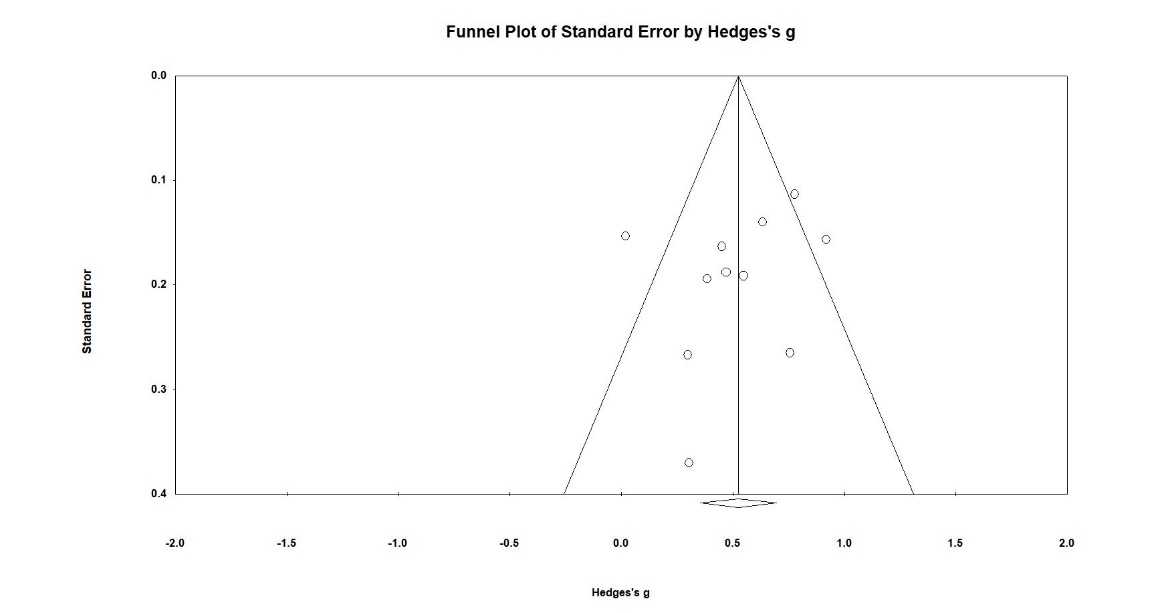 Funnel Plot of Standard Error by Hedges's g
0.0
0.1
0.2
0.3
0.4
Standard Error
-2.0 -1.5 -1.0 -0.5 0.0 0.5 1.0 1.5 2.0
Hedges's g